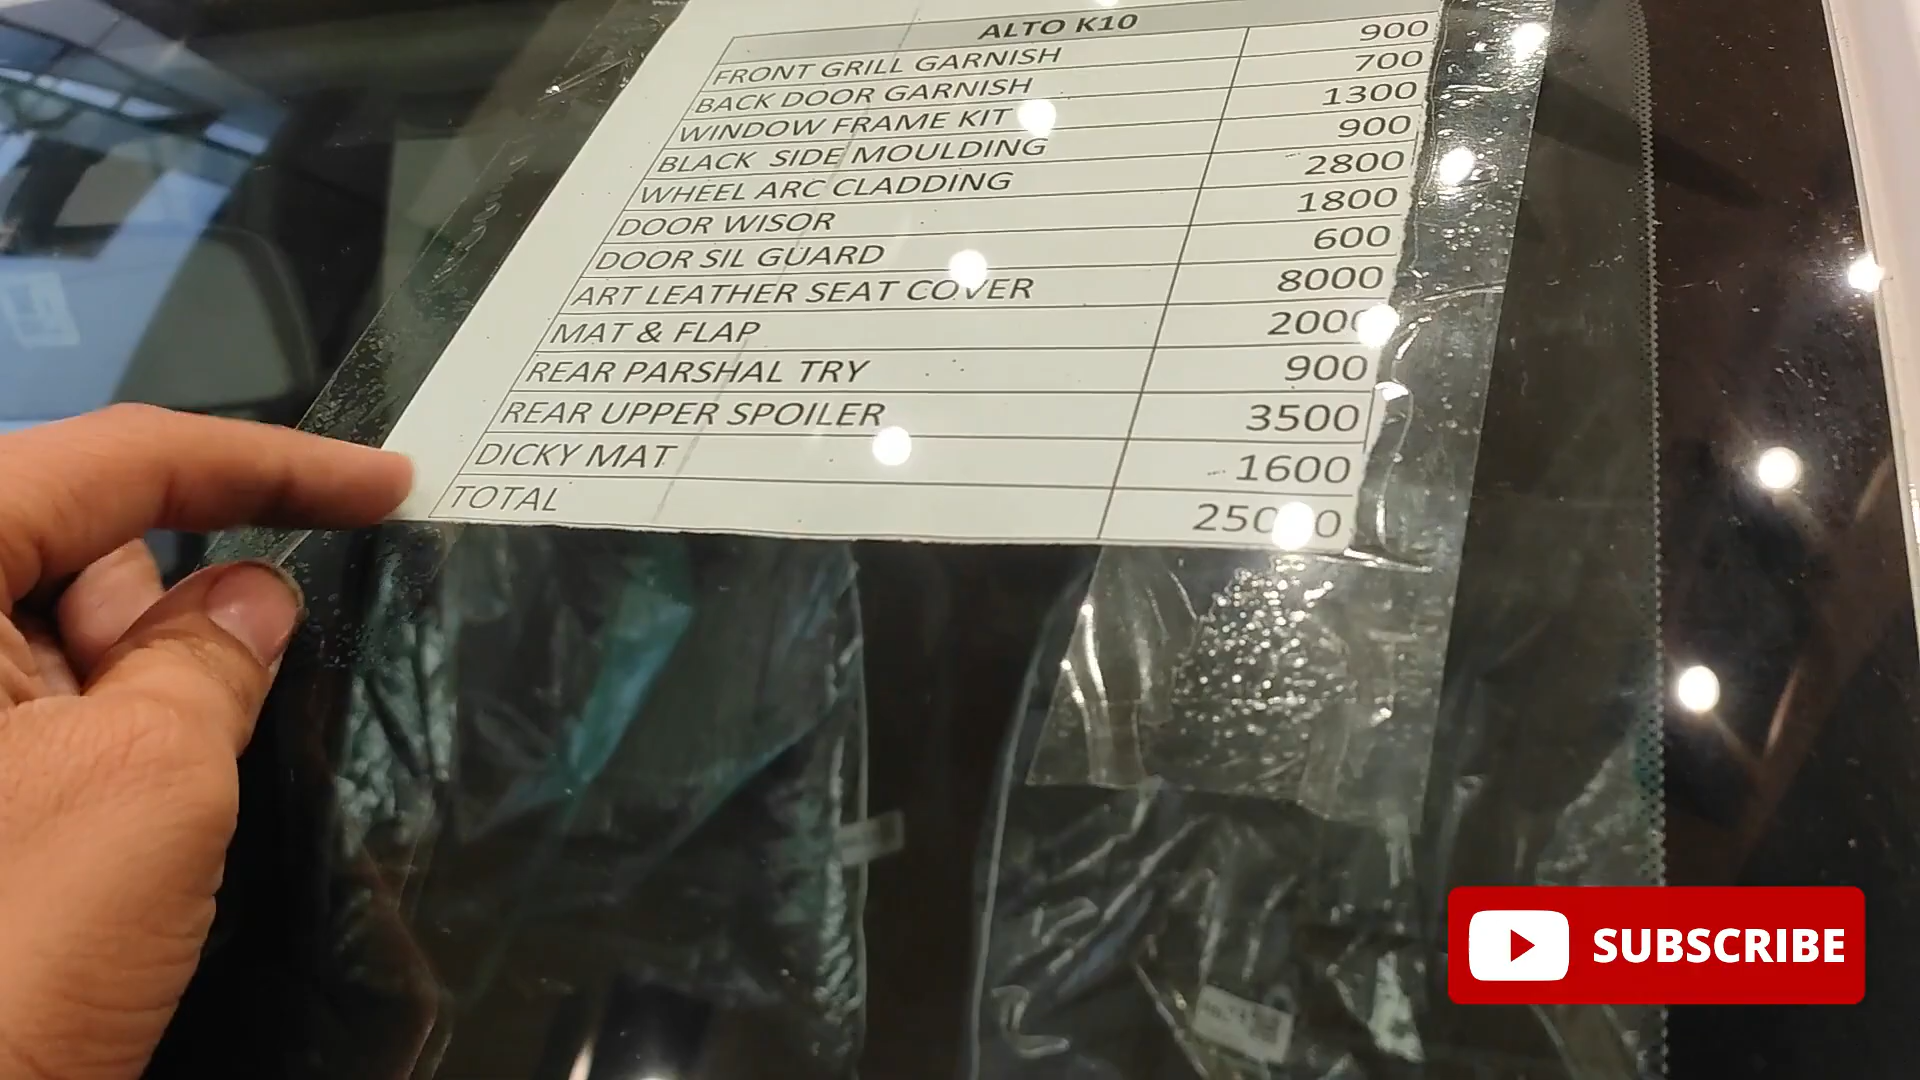 ALTO K10
FRONT GRILL GARNISH 900
BACK DOOR GARNISH 700
WINDOW FRAME KIT 1300
BLACK SIDE MOULDING 900
WHEEL ARC CLADDING 2800
DOOR WISOR 1800
DOOR SIL GUARD 600
ART LEATHER SEAT COVER 8000
MAT & FLAP 2000
REAR PARSHAL TRY 900
REAR UPPER SPOILER 3500
DICKY MAT 1600
TOTAL 25000
SUBSCRIBE